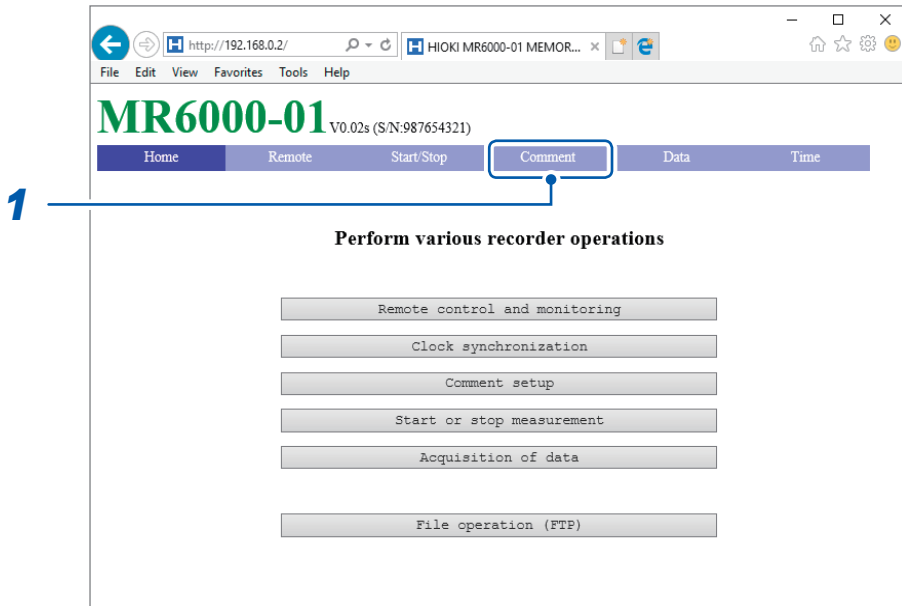 http://192.168.0.2/
HIOKI MR6000-01 MEMOR...
File Edit View Favorites Tools Help
MR6000-01 V0.02s (S/N:987654321)
Home Remote Start/Stop Comment Data Time
1
Perform various recorder operations
Remote control and monitoring
Clock synchronization
Comment setup
Start or stop measurement
Acquisition of data
File operation (FTP)